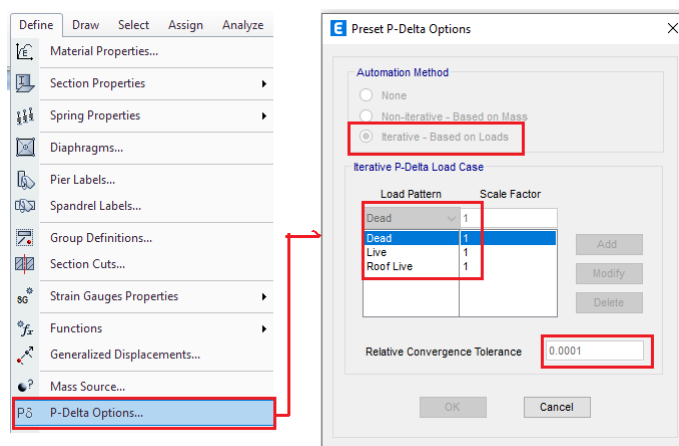 Define Draw Select Assign Analyze
Material Properties...
Section Properties
Spring Properties
Diaphragms...
Pier Labels...
Spandrel Labels...
Group Definitions...
Section Cuts...
SG Strain Gauges Properties
fx Functions
Generalized Displacements...
? Mass Source...
Pδ P-Delta Options...
E Preset P-Delta Options
Automation Method
None
Non-iterative - Based on Mass
Iterative - Based on Loads
Iterative P-Delta Load Case
Load Pattern Scale Factor
Dead 1
Dead 1
Live 1
Roof Live 1
Add
Modify
Delete
Relative Convergence Tolerance 0.0001
OK Cancel